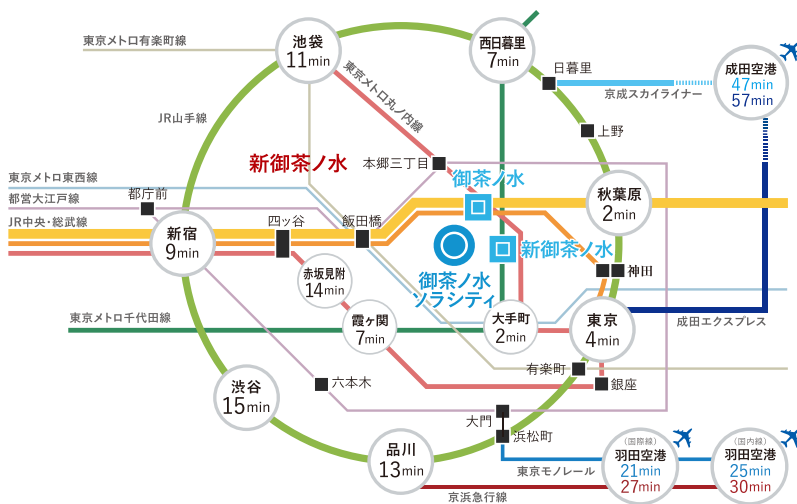 東京メトロ有楽町線
池袋
11min
西日暮里
7min
日暮里
成田空港
47min
57min
京成スカイライナー
東京メトロ丸ノ内線
JR山手線
上野
新御茶ノ水
本郷三丁目
東京メトロ東西線
都営大江戸線
都庁前
JR中央・総武線
御茶ノ水
秋葉原
2min
新宿
9min
四ッ谷
飯田橋
新御茶ノ水
御茶ノ水
ソラシティ
神田
赤坂見附
14min
東京メトロ千代田線
霞ヶ関
7min
大手町
2min
東京
4min
成田エクスプレス
有楽町
銀座
六本木
渋谷
15min
大門
浜松町
品川
13min
東京モノレール
京浜急行線
(国際線)
羽田空港
21min
27min
(国内線)
羽田空港
25min
30min